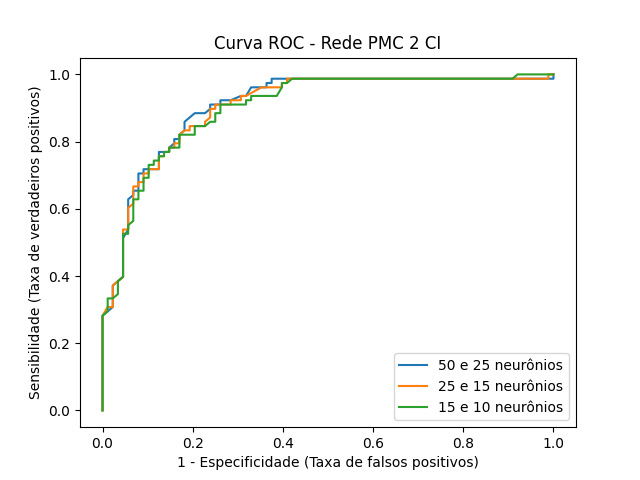 Curva ROC - Rede PMC 2 CI
Sensibilidade (Taxa de verdadeiros positivos)
1.0
0.8
0.6
0.4
0.2
0.0
50 e 25 neurônios
25 e 15 neurônios
15 e 10 neurônios
0.0 0.2 0.4 0.6 0.8 1.0
1 - Especificidade (Taxa de falsos positivos)